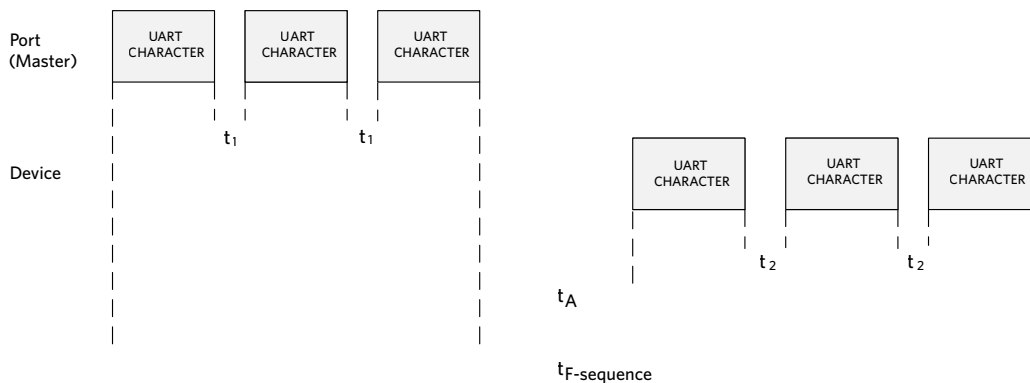 Port
(Master)
UART
CHARACTER
UART
CHARACTER
UART
CHARACTER
t1
t1
Device
UART
CHARACTER
UART
CHARACTER
UART
CHARACTER
t2
t2
tA
tF-sequence